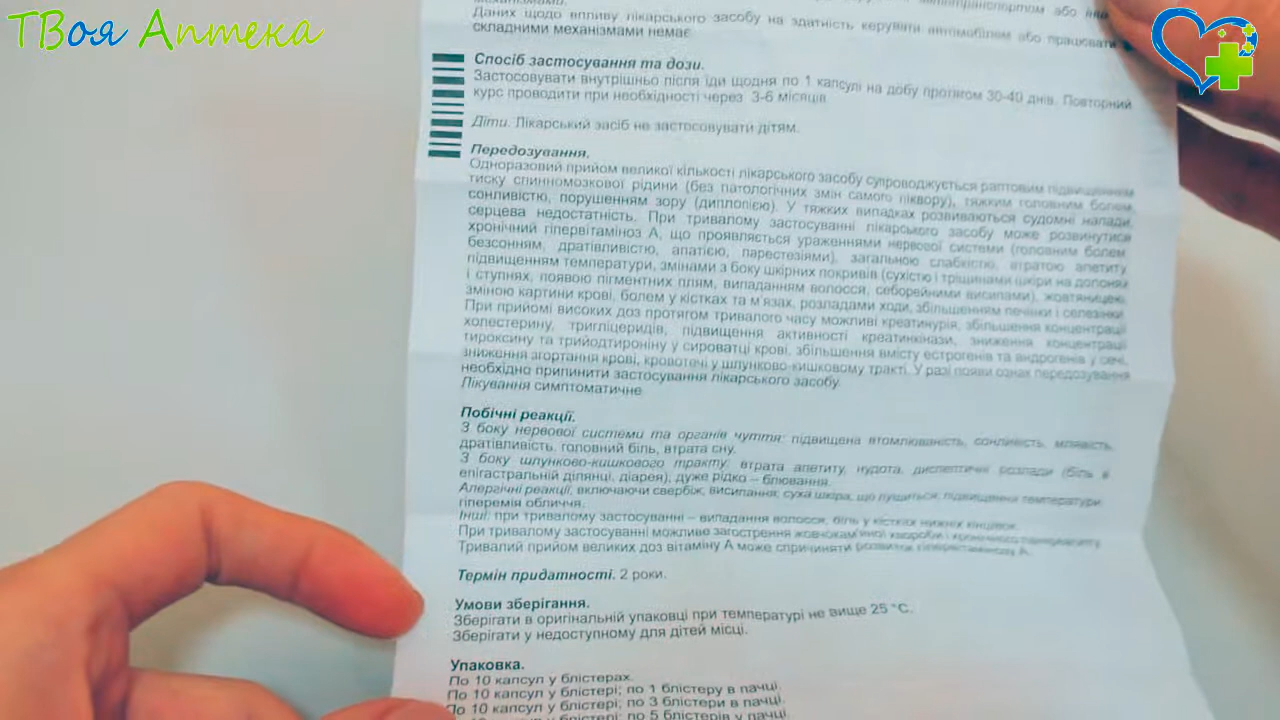 ТВоя Аптека
механізмами.
Даних щодо впливу лікарського засобу на здатність керувати автомобілем або працювати з
складними механізмами немає
Спосіб застосування та дози.
Застосовувати внутрішньо після їди щодня по 1 капсулі на добу протягом 30-40 днів. Повторний
курс проводити при необхідності через 3-6 місяців.
Діти. Лікарський засіб не застосовувати дітям.
Передозування.
Одноразовий прийом великої кількості лікарського засобу супроводжується раптовим підвищенням
тиску спинномозкової рідини (без патологічних змін самого ліквору), тяжким головним болем,
сонливістю, порушенням зору (диплопією). У тяжких випадках розвиваються судомні напади,
серцева недостатність. При тривалому застосуванні лікарського засобу може розвинутися
хронічний гіпервітаміноз А, що проявляється ураженнями нервової системи (головним болем,
безсонням, дратівливістю, апатією, парестезіями), загальною слабкістю, втратою апетиту,
підвищенням температури, змінами з боку шкірних покривів (сухістю і тріщинами шкіри на долонях
і ступнях, появою пігментних плям, випаданням волосся, себорейними висипами), жовтяницею,
зміною картини крові, болем у кістках та м'язах, розладами ходи, збільшенням печінки і селезінки.
При прийомі високих доз протягом тривалого часу можливі креатинурія, збільшення концентрації
холестерину, тригліцеридів, підвищення активності креатинкінази, зниження концентрації
тироксину та трийодтироніну у сироватці крові, збільшення вмісту естрогенів та андрогенів у сечі,
зниження згортання крові, кровотечі у шлунково-кишковому тракті. У разі появи ознак передозування
необхідно припинити застосування лікарського засобу.
Лікування симптоматичне
Побічні реакції.
З боку нервової системи та органів чуття: підвищена втомлюваність, сонливість, млявість,
дратівливість, головний біль, втрата сну.
З боку шлунково-кишкового тракту: втрата апетиту, нудота, диспептичні розлади (біль в
епігастральній ділянці, діарея), дуже рідко – блювання.
Алергічні реакції, включаючи свербіж, висипання; суха шкіра, що лущиться; підвищення температури,
гіперемія обличчя.
Інші: при тривалому застосуванні – випадання волосся, біль у кістках нижніх кінцівок.
При тривалому застосуванні можливе загострення жовчокам'яної хвороби і хронічного панкреатиту.
Тривалий прийом великих доз вітаміну А може спричиняти розвиток гіпервітамінозу А.
Термін придатності. 2 роки.
Умови зберігання.
Зберігати в оригінальній упаковці при температурі не вище 25 °С.
Зберігати у недоступному для дітей місці.
Упаковка.
По 10 капсул у блістерах.
По 10 капсул у блістері; по 1 блістеру в пачці.
По 10 капсул у блістері; по 3 блістери в пачці.
капсул у блістері; по 5 блістерів у пачці.